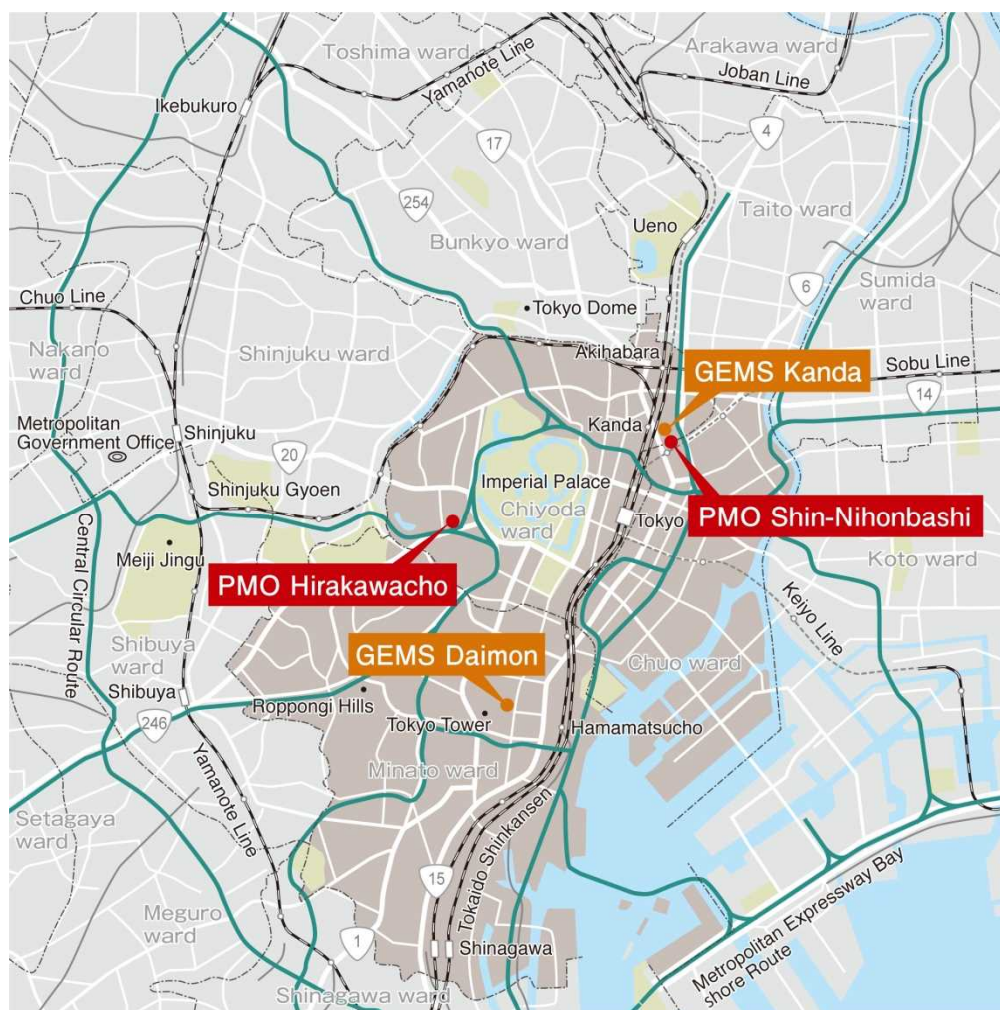 Toshima ward
Yamanote Line
Arakawa ward
Joban Line
Ikebukuro
17
4
254
Bunkyo ward
Ueno
Taito ward
6
Sumida
ward
Chuo Line
Nakano
ward
Shinjuku ward
Tokyo Dome
Akihabara
GEMS Kanda
Sobu Line
14
Metropolitan
Government Office
Shinjuku
20
Shinjuku Gyoen
Kanda
Imperial Palace
Chiyoda
ward
Tokyo
PMO Shin-Nihonbashi
Koto ward
Meiji Jingu
PMO Hirakawacho
Central Circular Route
Keiyo Line
Shibuya
ward
GEMS Daimon
Chuo ward
Shibuya
Roppongi Hills
246
Tokyo Tower
Hamamatsucho
Minato ward
Yamanote Line
Setagaya
ward
Tokaido Shinkansen
15
Meguro
ward
1
Shinagawa
Shinagawa ward
Metropolitan Expressway Bay
shore Route